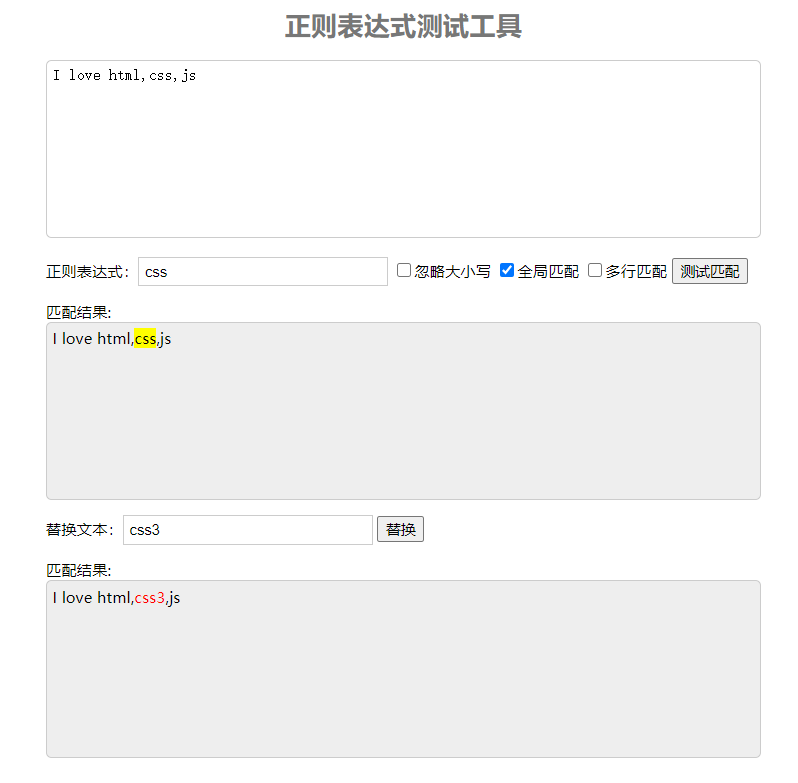 正则表达式测试工具
I love html,css,js
正则表达式： css 忽略大小写 全局匹配 多行匹配 测试匹配
匹配结果:
I love html,css,js
替换文本： css3 替换
匹配结果:
I love html,css3,js